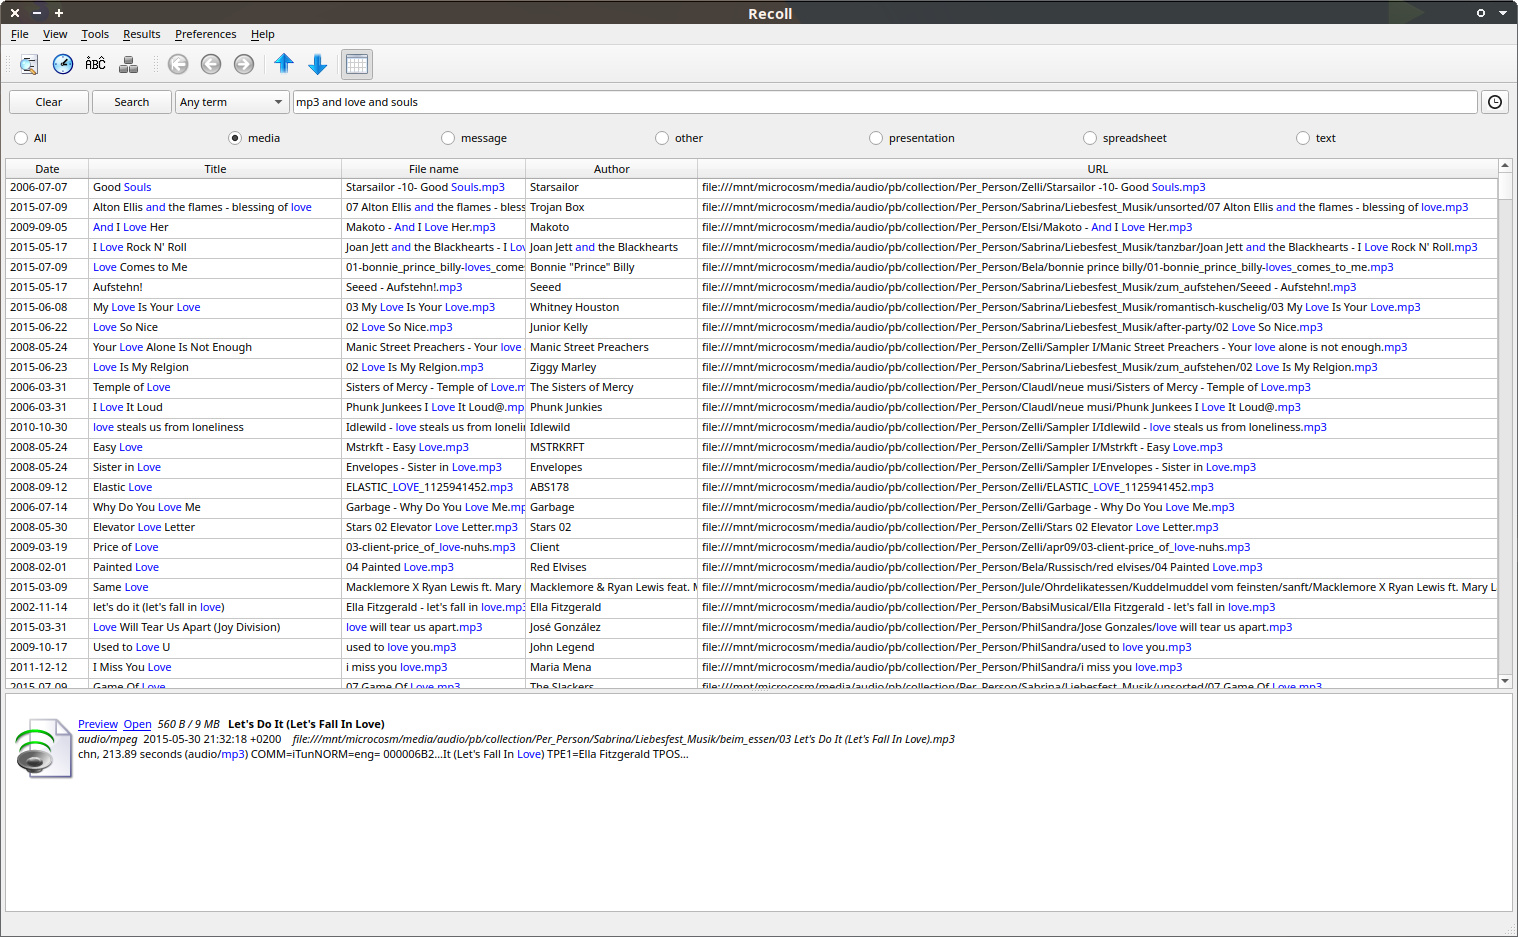 Recoll
File View Tools Results Preferences Help
ABC
Clear Search Any term mp3 and love and souls
All media message other presentation spreadsheet text
Date Title File name Author URL
2006-07-07 Good Souls Starsailor -10- Good Souls.mp3 Starsailor file:///mnt/microcosm/media/audio/pb/collection/Per_Person/Zelli/Starsailor -10- Good Souls.mp3
2015-07-09 Alton Ellis and the flames - blessing of love 07 Alton Ellis and the flames - bless Trojan Box file:///mnt/microcosm/media/audio/pb/collection/Per_Person/Sabrina/Liebesfest_Musik/unsorted/07 Alton Ellis and the flames - blessing of love.mp3
2009-09-05 And I Love Her Makoto - And I Love Her.mp3 Makoto file:///mnt/microcosm/media/audio/pb/collection/Per_Person/Elsi/Makoto - And I Love Her.mp3
2015-05-17 I Love Rock N' Roll Joan Jett and the Blackhearts - I Lov Joan Jett and the Blackhearts file:///mnt/microcosm/media/audio/pb/collection/Per_Person/Sabrina/Liebesfest_Musik/tanzbar/Joan Jett and the Blackhearts - I Love Rock N' Roll.mp3
2015-07-09 Love Comes to Me 01-bonnie_prince_billy-loves_come Bonnie "Prince" Billy file:///mnt/microcosm/media/audio/pb/collection/Per_Person/Bela/bonnie prince billy/01-bonnie_prince_billy-loves_comes_to_me.mp3
2015-05-17 Aufstehn! Seeed - Aufstehn!.mp3 Seeed file:///mnt/microcosm/media/audio/pb/collection/Per_Person/Sabrina/Liebesfest_Musik/zum_aufstehen/Seeed - Aufstehn!.mp3
2015-06-08 My Love Is Your Love 03 My Love Is Your Love.mp3 Whitney Houston file:///mnt/microcosm/media/audio/pb/collection/Per_Person/Sabrina/Liebesfest_Musik/romantisch-kuschelig/03 My Love Is Your Love.mp3
2015-06-22 Love So Nice 02 Love So Nice.mp3 Junior Kelly file:///mnt/microcosm/media/audio/pb/collection/Per_Person/Sabrina/Liebesfest_Musik/after-party/02 Love So Nice.mp3
2008-05-24 Your Love Alone Is Not Enough Manic Street Preachers - Your love Manic Street Preachers file:///mnt/microcosm/media/audio/pb/collection/Per_Person/Zelli/Sampler I/Manic Street Preachers - Your love alone is not enough.mp3
2015-06-23 Love Is My Relgion 02 Love Is My Relgion.mp3 Ziggy Marley file:///mnt/microcosm/media/audio/pb/collection/Per_Person/Sabrina/Liebesfest_Musik/zum_aufstehen/02 Love Is My Relgion.mp3
2006-03-31 Temple of Love Sisters of Mercy - Temple of Love.m The Sisters of Mercy file:///mnt/microcosm/media/audio/pb/collection/Per_Person/Claudl/neue musi/Sisters of Mercy - Temple of Love.mp3
2006-03-31 I Love It Loud Phunk Junkees I Love It Loud@.mp Phunk Junkies file:///mnt/microcosm/media/audio/pb/collection/Per_Person/Claudl/neue musi/Phunk Junkees I Love It Loud@.mp3
2010-10-30 love steals us from loneliness Idlewild - love steals us from loneli Idlewild file:///mnt/microcosm/media/audio/pb/collection/Per_Person/Zelli/Sampler I/Idlewild - love steals us from loneliness.mp3
2008-05-24 Easy Love Mstrkft - Easy Love.mp3 MSTRKRFT file:///mnt/microcosm/media/audio/pb/collection/Per_Person/Zelli/Sampler I/Mstrkft - Easy Love.mp3
2008-05-24 Sister in Love Envelopes - Sister in Love.mp3 Envelopes file:///mnt/microcosm/media/audio/pb/collection/Per_Person/Zelli/Sampler I/Envelopes - Sister in Love.mp3
2008-09-12 Elastic Love ELASTIC_LOVE_1125941452.mp3 ABS178 file:///mnt/microcosm/media/audio/pb/collection/Per_Person/Zelli/ELASTIC_LOVE_1125941452.mp3
2006-07-14 Why Do You Love Me Garbage - Why Do You Love Me.mp Garbage file:///mnt/microcosm/media/audio/pb/collection/Per_Person/Zelli/Garbage - Why Do You Love Me.mp3
2008-05-30 Elevator Love Letter Stars 02 Elevator Love Letter.mp3 Stars 02 file:///mnt/microcosm/media/audio/pb/collection/Per_Person/Zelli/Stars 02 Elevator Love Letter.mp3
2009-03-19 Price of Love 03-client-price_of_love-nuhs.mp3 Client file:///mnt/microcosm/media/audio/pb/collection/Per_Person/Zelli/apr09/03-client-price_of_love-nuhs.mp3
2008-02-01 Painted Love 04 Painted Love.mp3 Red Elvises file:///mnt/microcosm/media/audio/pb/collection/Per_Person/Bela/Russisch/red elvises/04 Painted Love.mp3
2015-03-09 Same Love Macklemore X Ryan Lewis ft. Mary Macklemore & Ryan Lewis feat. M file:///mnt/microcosm/media/audio/pb/collection/Per_Person/Jule/Ohrdelikatessen/Kuddelmuddel vom feinsten/sanft/Macklemore X Ryan Lewis ft. Mary L
2002-11-14 let's do it (let's fall in love) Ella Fitzgerald - let's fall in love.mp3 Ella Fitzgerald file:///mnt/microcosm/media/audio/pb/collection/Per_Person/BabsiMusical/Ella Fitzgerald - let's fall in love.mp3
2015-03-31 Love Will Tear Us Apart (Joy Division) love will tear us apart.mp3 José González file:///mnt/microcosm/media/audio/pb/collection/Per_Person/PhilSandra/Jose Gonzales/love will tear us apart.mp3
2009-10-17 Used to Love U used to love you.mp3 John Legend file:///mnt/microcosm/media/audio/pb/collection/Per_Person/PhilSandra/used to love you.mp3
2011-12-12 I Miss You Love i miss you love.mp3 Maria Mena file:///mnt/microcosm/media/audio/pb/collection/Per_Person/PhilSandra/i miss you love.mp3
2015-07-09 Game Of Love 07 Game Of Love.mp3 The Slackers file:///mnt/microcosm/media/audio/pb/collection/Per_Person/Sabrina/Liebesfest_Musik/unsorted/07 Game Of Love.mp3
Preview Open 560 B / 9 MB Let's Do It (Let's Fall In Love)
audio/mpeg 2015-05-30 21:32:18 +0200 file:///mnt/microcosm/media/audio/pb/collection/Per_Person/Sabrina/Liebesfest_Musik/beim_essen/03 Let's Do It (Let's Fall In Love).mp3
chn, 213.89 seconds (audio/mp3) COMM=iTunNORM=eng= 000006B2...It (Let's Fall In Love) TPE1=Ella Fitzgerald TPOS...